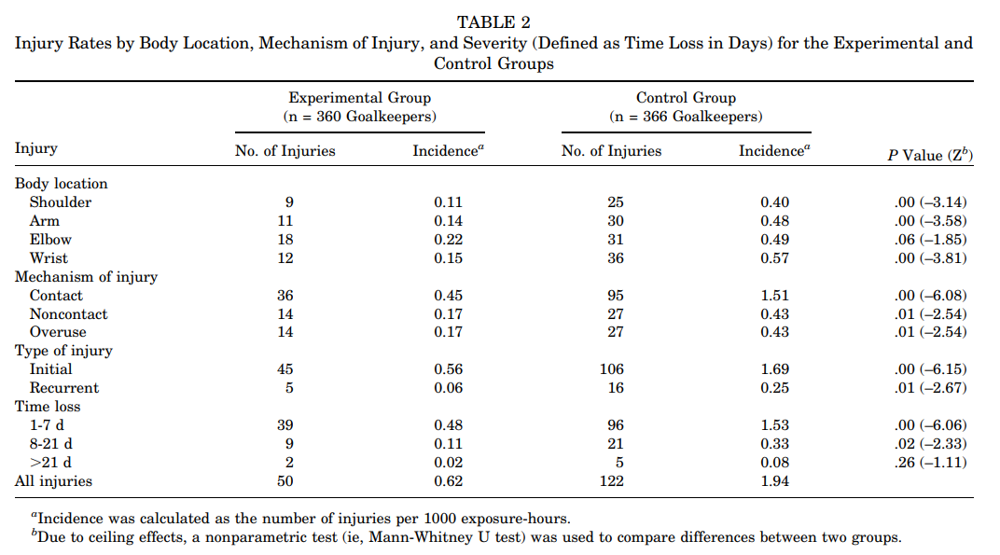 TABLE 2
Injury Rates by Body Location, Mechanism of Injury, and Severity (Defined as Time Loss in Days) for the Experimental and
Control Groups
Experimental Group
(n = 360 Goalkeepers)
Control Group
(n = 366 Goalkeepers)
Injury No. of Injuries Incidenceᵃ No. of Injuries Incidenceᵃ P Value (Zᵇ)
Body location
Shoulder 9 0.11 25 0.40 .00 (–3.14)
Arm 11 0.14 30 0.48 .00 (–3.58)
Elbow 18 0.22 31 0.49 .06 (–1.85)
Wrist 12 0.15 36 0.57 .00 (–3.81)
Mechanism of injury
Contact 36 0.45 95 1.51 .00 (–6.08)
Noncontact 14 0.17 27 0.43 .01 (–2.54)
Overuse 14 0.17 27 0.43 .01 (–2.54)
Type of injury
Initial 45 0.56 106 1.69 .00 (–6.15)
Recurrent 5 0.06 16 0.25 .01 (–2.67)
Time loss
1-7 d 39 0.48 96 1.53 .00 (–6.06)
8-21 d 9 0.11 21 0.33 .02 (–2.33)
>21 d 2 0.02 5 0.08 .26 (–1.11)
All injuries 50 0.62 122 1.94
ᵃIncidence was calculated as the number of injuries per 1000 exposure-hours.
ᵇDue to ceiling effects, a nonparametric test (ie, Mann-Whitney U test) was used to compare differences between two groups.